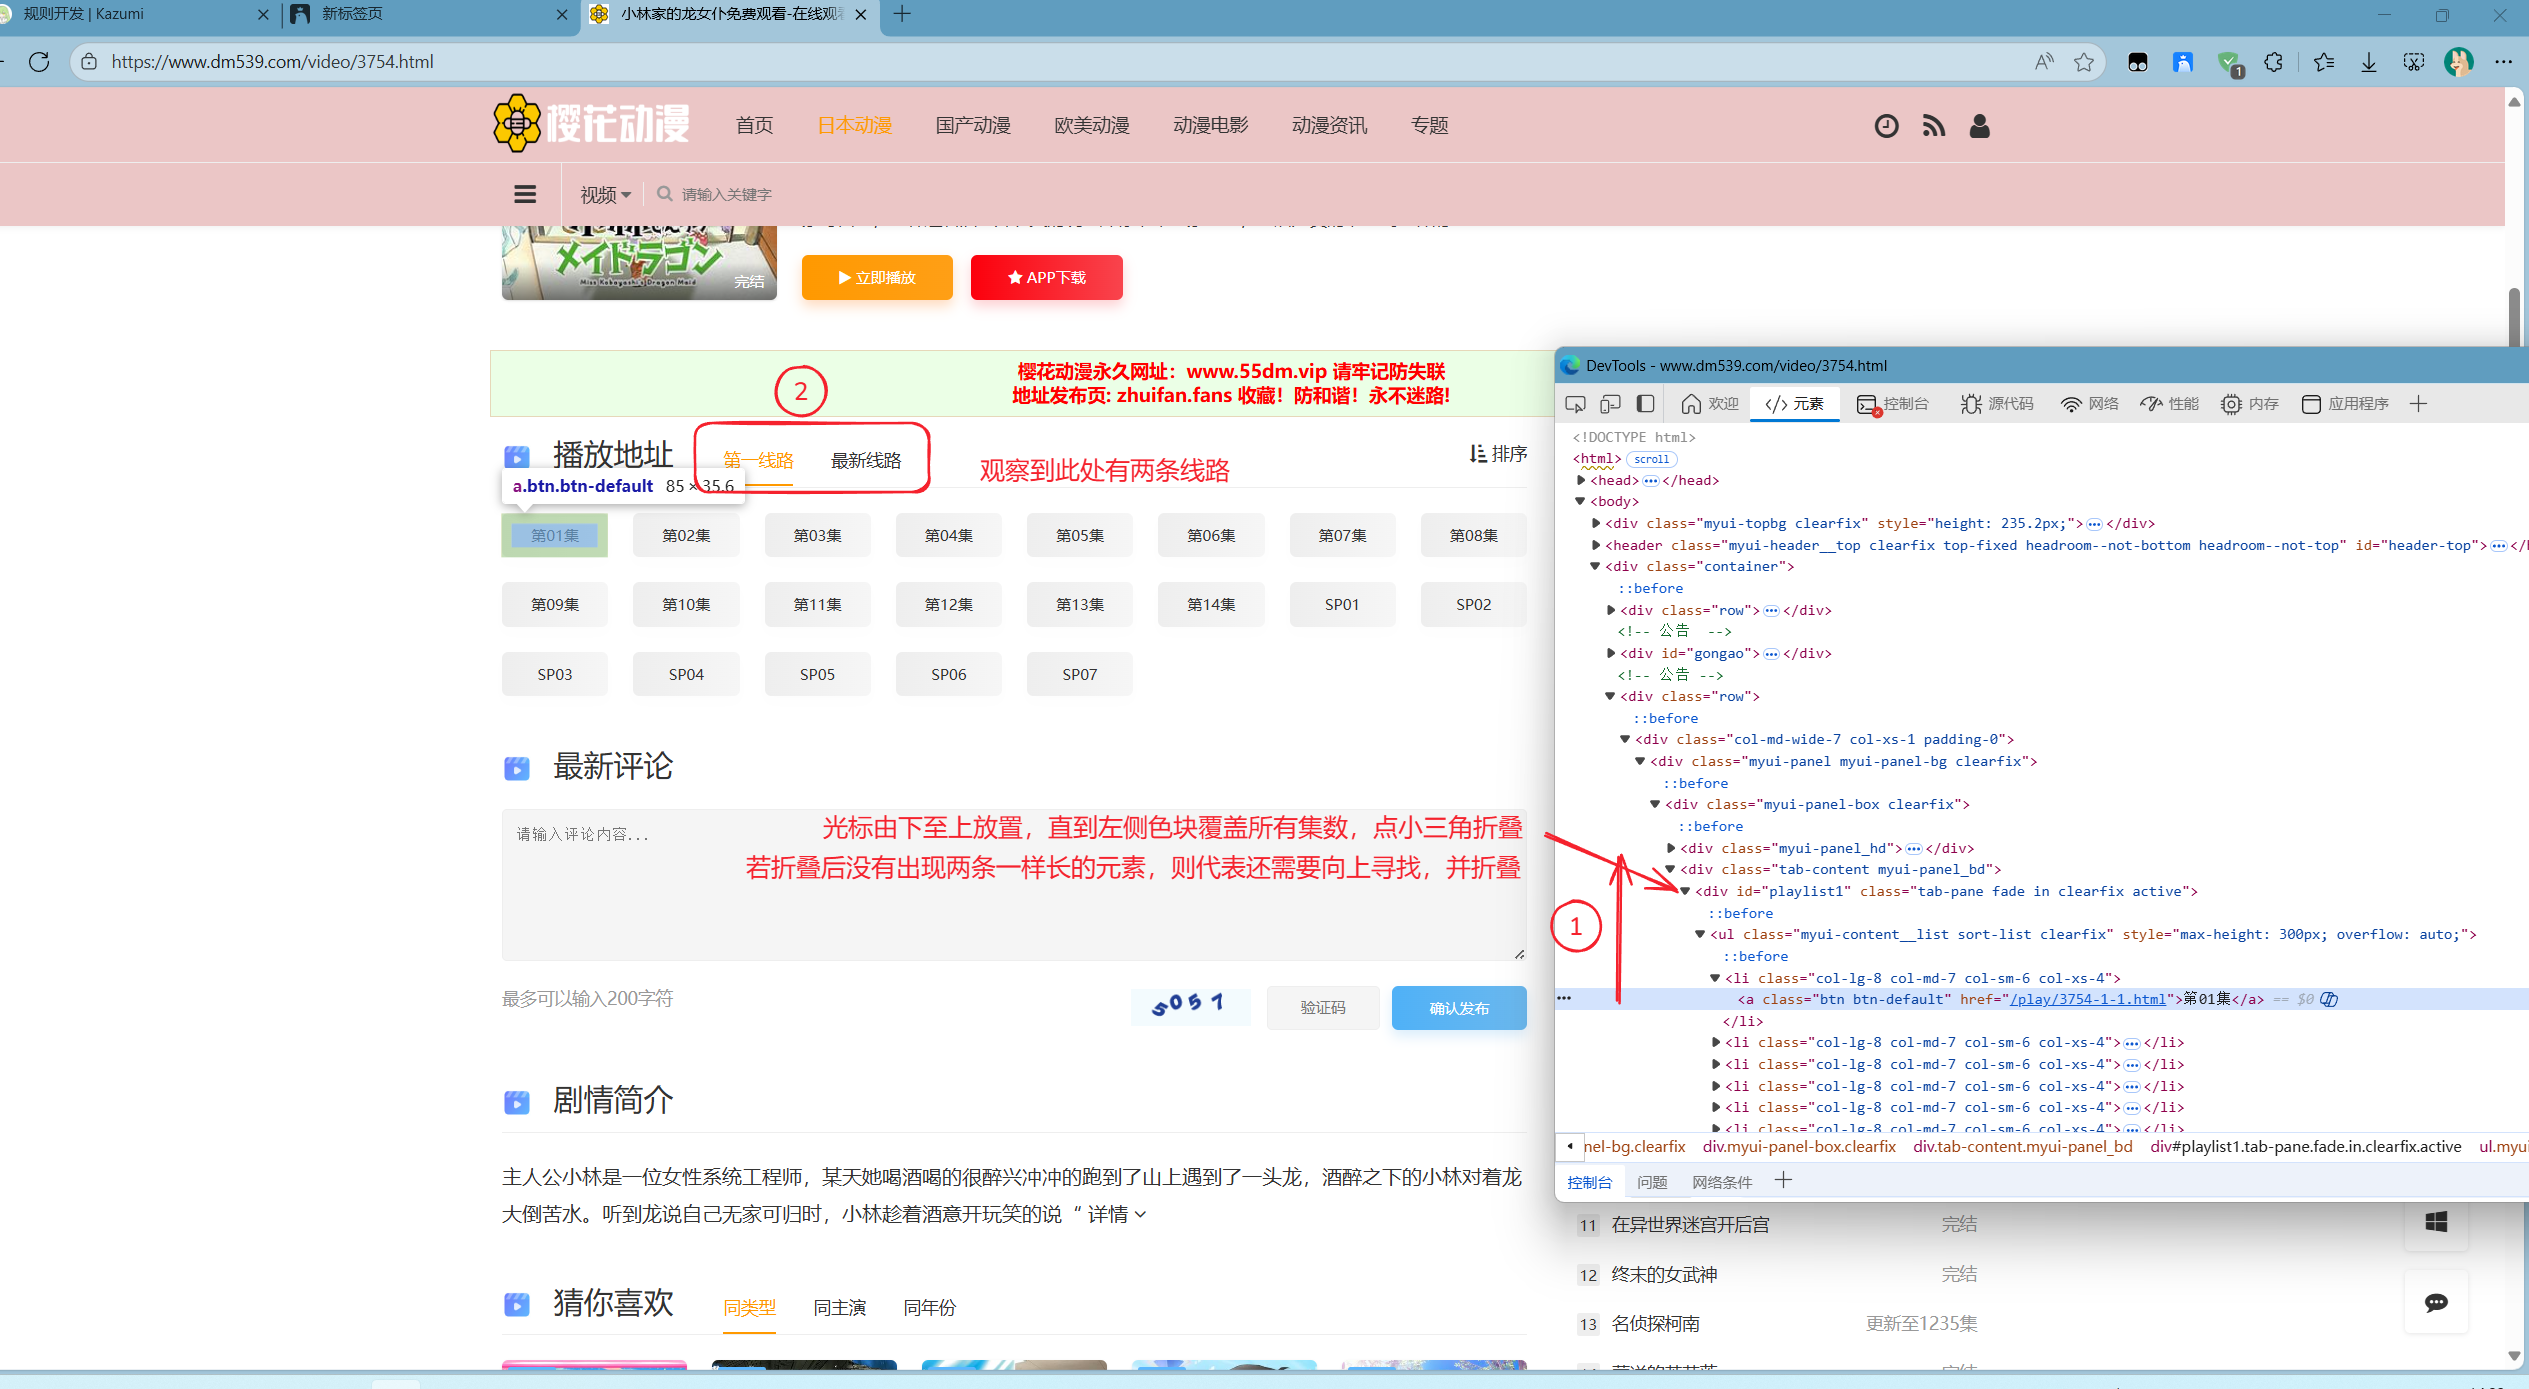 规则开发 | Kazumi
新标签页
小林家的龙女仆免费观看-在线观看
https://www.dm539.com/video/3754.html
1
樱花动漫
首页 日本动漫 国产动漫 欧美动漫 动漫电影 动漫资讯 专题
视频
请输入关键字
メイドラゴン
Miss Kobayashi's Dragon Maid
完结
立即播放
APP下载
樱花动漫永久网址：www.55dm.vip 请牢记防失联
地址发布页: zhuifan.fans 收藏！防和谐！永不迷路!
2
播放地址 第一线路 最新线路
观察到此处有两条线路
排序
a.btn.btn-default 85 × 35.6
第01集 第02集 第03集 第04集 第05集 第06集 第07集 第08集
第09集 第10集 第11集 第12集 第13集 第14集 SP01 SP02
SP03 SP04 SP05 SP06 SP07
最新评论
请输入评论内容...
光标由下至上放置，直到左侧色块覆盖所有集数，点小三角折叠
若折叠后没有出现两条一样长的元素，则代表还需要向上寻找，并折叠
最多可以输入200字符
5057
验证码
确认发布
剧情简介
主人公小林是一位女性系统工程师，某天她喝酒喝的很醉兴冲冲的跑到了山上遇到了一头龙，酒醉之下的小林对着龙
大倒苦水。听到龙说自己无家可归时，小林趁着酒意开玩笑的说 “ 详情
猜你喜欢 同类型 同主演 同年份
DevTools - www.dm539.com/video/3754.html
欢迎 元素 控制台 源代码 网络 性能 内存 应用程序
<!DOCTYPE html>
<html> scroll
<head>…</head>
<body>
<div class="myui-topbg clearfix" style="height: 235.2px;">…</div>
<header class="myui-header__top clearfix top-fixed headroom--not-bottom headroom--not-top" id="header-top">…</h
<div class="container">
::before
<div class="row">…</div>
<!-- 公告  -->
<div id="gongao">…</div>
<!-- 公告 -->
<div class="row">
::before
<div class="col-md-wide-7 col-xs-1 padding-0">
<div class="myui-panel myui-panel-bg clearfix">
::before
<div class="myui-panel-box clearfix">
::before
<div class="myui-panel_hd">…</div>
<div class="tab-content myui-panel_bd">
<div id="playlist1" class="tab-pane fade in clearfix active">
::before
1
<ul class="myui-content__list sort-list clearfix" style="max-height: 300px; overflow: auto;">
::before
<li class="col-lg-8 col-md-7 col-sm-6 col-xs-4">
<a class="btn btn-default" href="/play/3754-1-1.html">第01集</a> == $0
</li>
<li class="col-lg-8 col-md-7 col-sm-6 col-xs-4">…</li>
<li class="col-lg-8 col-md-7 col-sm-6 col-xs-4">…</li>
<li class="col-lg-8 col-md-7 col-sm-6 col-xs-4">…</li>
<li class="col-lg-8 col-md-7 col-sm-6 col-xs-4">…</li>
<li class="col-lg-8 col-md-7 col-sm-6 col-xs-4">…</li>
nel-bg.clearfix div.myui-panel-box.clearfix div.tab-content.myui-panel_bd div#playlist1.tab-pane.fade.in.clearfix.active ul.myui
控制台 问题 网络条件
11 在异世界迷宫开后宫 完结
12 终末的女武神 完结
13 名侦探柯南 更新至1235集